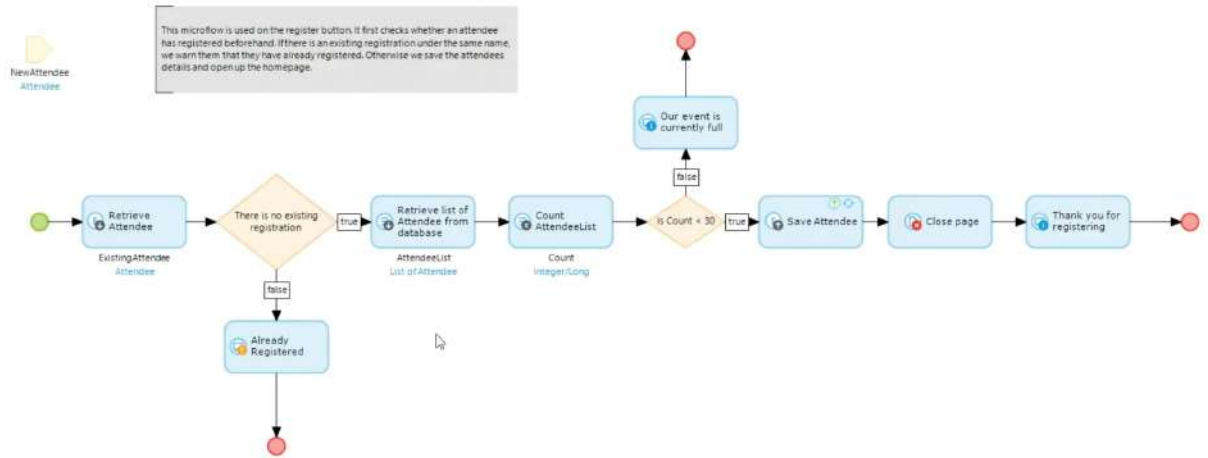 This microflow is used on the register button. It first checks whether an attendee
has registered beforehand. If there is an existing registration under the same name,
we warn them that they have already registered. Otherwise we save the attendees
details and open up the homepage.
NewAttendee
Attendee
Our event is
currently full
false
Retrieve
Attendee
ExistingAttendee
Attendee
There is no existing
registration
true
Retrieve list of
Attendee from
database
AttendeeList
List of Attendee
Count
AttendeeList
Count
Integer/Long
Is Count < 30
true
Save Attendee
Close page
Thank you for
registering
false
Already
Registered